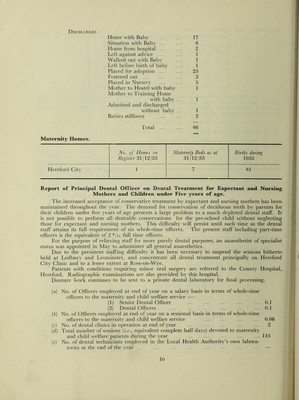 Discharges :
Home with Baby 17
Situation with Baby 8
Home from hospital 2
Left against advice 1
Walked out with Baby 1
Left before birth of baby 1
Placed for adoption 23
Fostered out 3
Placed in Nursery 5
Mother to Hostel with baby 1
Mother to Training Home
with baby 1
Admitted and discharged
without baby 1
Babies stillborn 2
Total 66
Maternity Homes.
No. of Homes on Register 31/12/55
Maternity Beds as at 31/12/55
Births during 1955
Hereford City 1 7 81
Report of Principal Dental Officer on Dental Treatment for Expectant and Nursing
Mothers and Children under Five years of age.
The increased acceptance of conservative treatment by expectant and nursing mothers has been
maintained throughout the year. The demand for conservation of deciduous teeth by parents for
their children under five years of age presents a large problem to a much depleted dental staff. It
is not possible to perform all desirable conservations for the pre-school child without neglecting
those for expectant and nursing mothers. This difficulty will persist until such time as the dental
staff attains its full requirement of six whole-time officers. The present staff including part-time
officers is the equivalent of 2 4/11 full time officers.
For the purpose of relieving staff for more purely dental purposes, an anaesthetist of specialist
status was appointed in May to administer all general anaesthetics.
Due to the persistent staffing difficulty it has been necessary to suspend the sessions hitherto
held at Ledbury and Leominster, and concentrate all dental treatment principally on Hereford
City Clinic and to a lesser extent at Ross-on-Wye.
Patients with conditions requiring minor oral surgery are referred to the County Hospital,
Hereford. Radiographic examinations are also provided by this hospital.
Denture work continues to be sent to a private dental laboratory for final processing.
(a) No. of Officers employed at end of year on a salary basis in terms of whole-time
officers to the maternity and child welfare service —
(1) Senior Dental Officer 0.1
(2) Dental Officers 0.1
(b) No. of Officers employed at end of year on a sessional basis in terms of whole-time
officers to the maternity and child welfare service 0.08
(c) No. of dental clinics in operation at end of year 2
(d) Total number of sessions (i.e., equivalent complete half days) devoted to maternity
and child welfare patients during the year 115
(e) No. of dental technicians employed in the Local Health Authority's own labora-
tories at the end of the year —
10